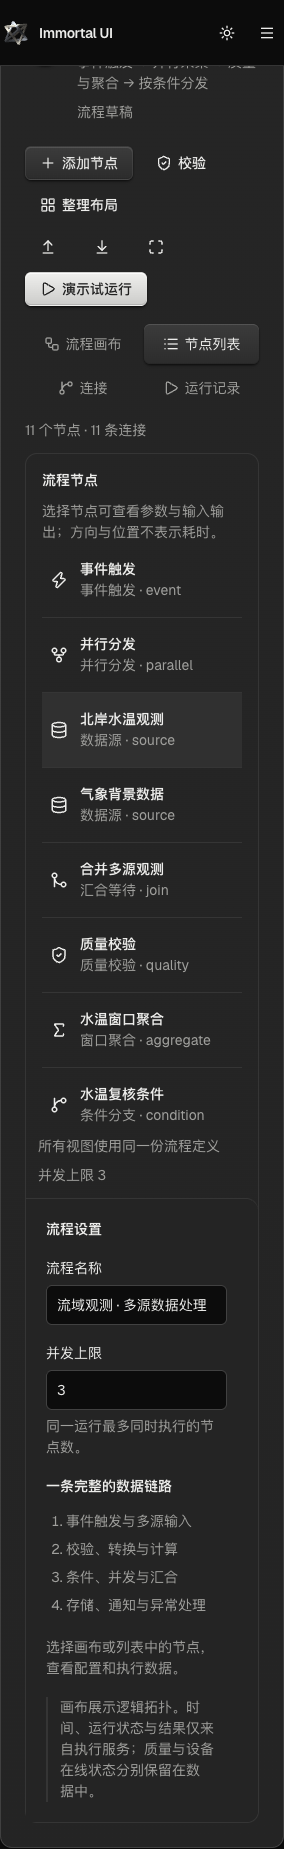 Immortal UI
与聚合 → 按条件分发
流程草稿
添加节点
校验
整理布局
演示试运行
流程画布
节点列表
连接
运行记录
11 个节点 · 11 条连接
流程节点
选择节点可查看参数与输入输
出；方向与位置不表示耗时。
事件触发
事件触发 · event
并行分发
并行分发 · parallel
北岸水温观测
数据源 · source
气象背景数据
数据源 · source
合并多源观测
汇合等待 · join
质量校验
质量校验 · quality
水温窗口聚合
窗口聚合 · aggregate
水温复核条件
条件分支 · condition
所有视图使用同一份流程定义
并发上限 3
流程设置
流程名称
流域观测 · 多源数据处理
并发上限
3
同一运行最多同时执行的节
点数。
一条完整的数据链路
1. 事件触发与多源输入
2. 校验、转换与计算
3. 条件、并发与汇合
4. 存储、通知与异常处理
选择画布或列表中的节点，
查看配置和执行数据。
画布展示逻辑拓扑。时
间、运行状态与结果仅来
自执行服务；质量与设备
在线状态分别保留在数
据中。